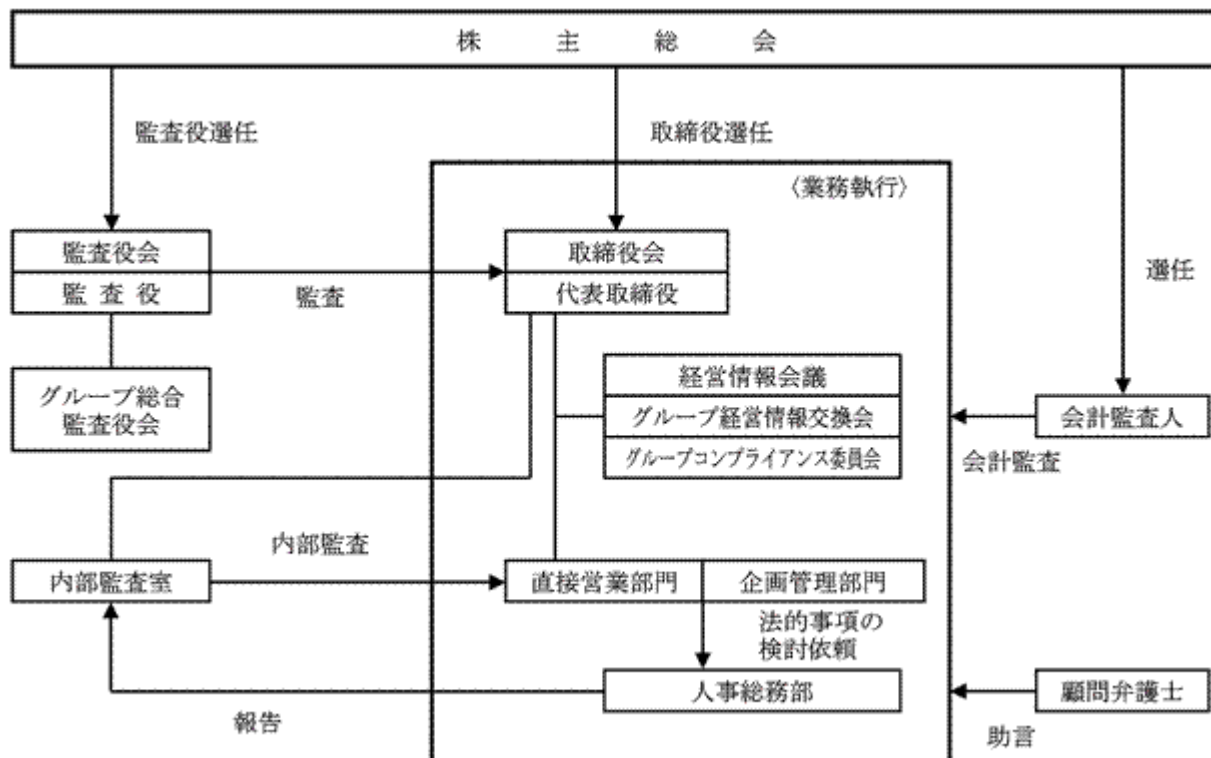 株主総会
監査役選任
取締役選任
〈業務執行〉
監査役会
監査役
監査
取締役会
代表取締役
選任
グループ総合
監査役会
経営情報会議
グループ経営情報交換会
グループコンプライアンス委員会
会計監査人
会計監査
内部監査
内部監査室
直接営業部門
企画管理部門
法的事項の
検討依頼
人事総務部
顧問弁護士
報告
助言